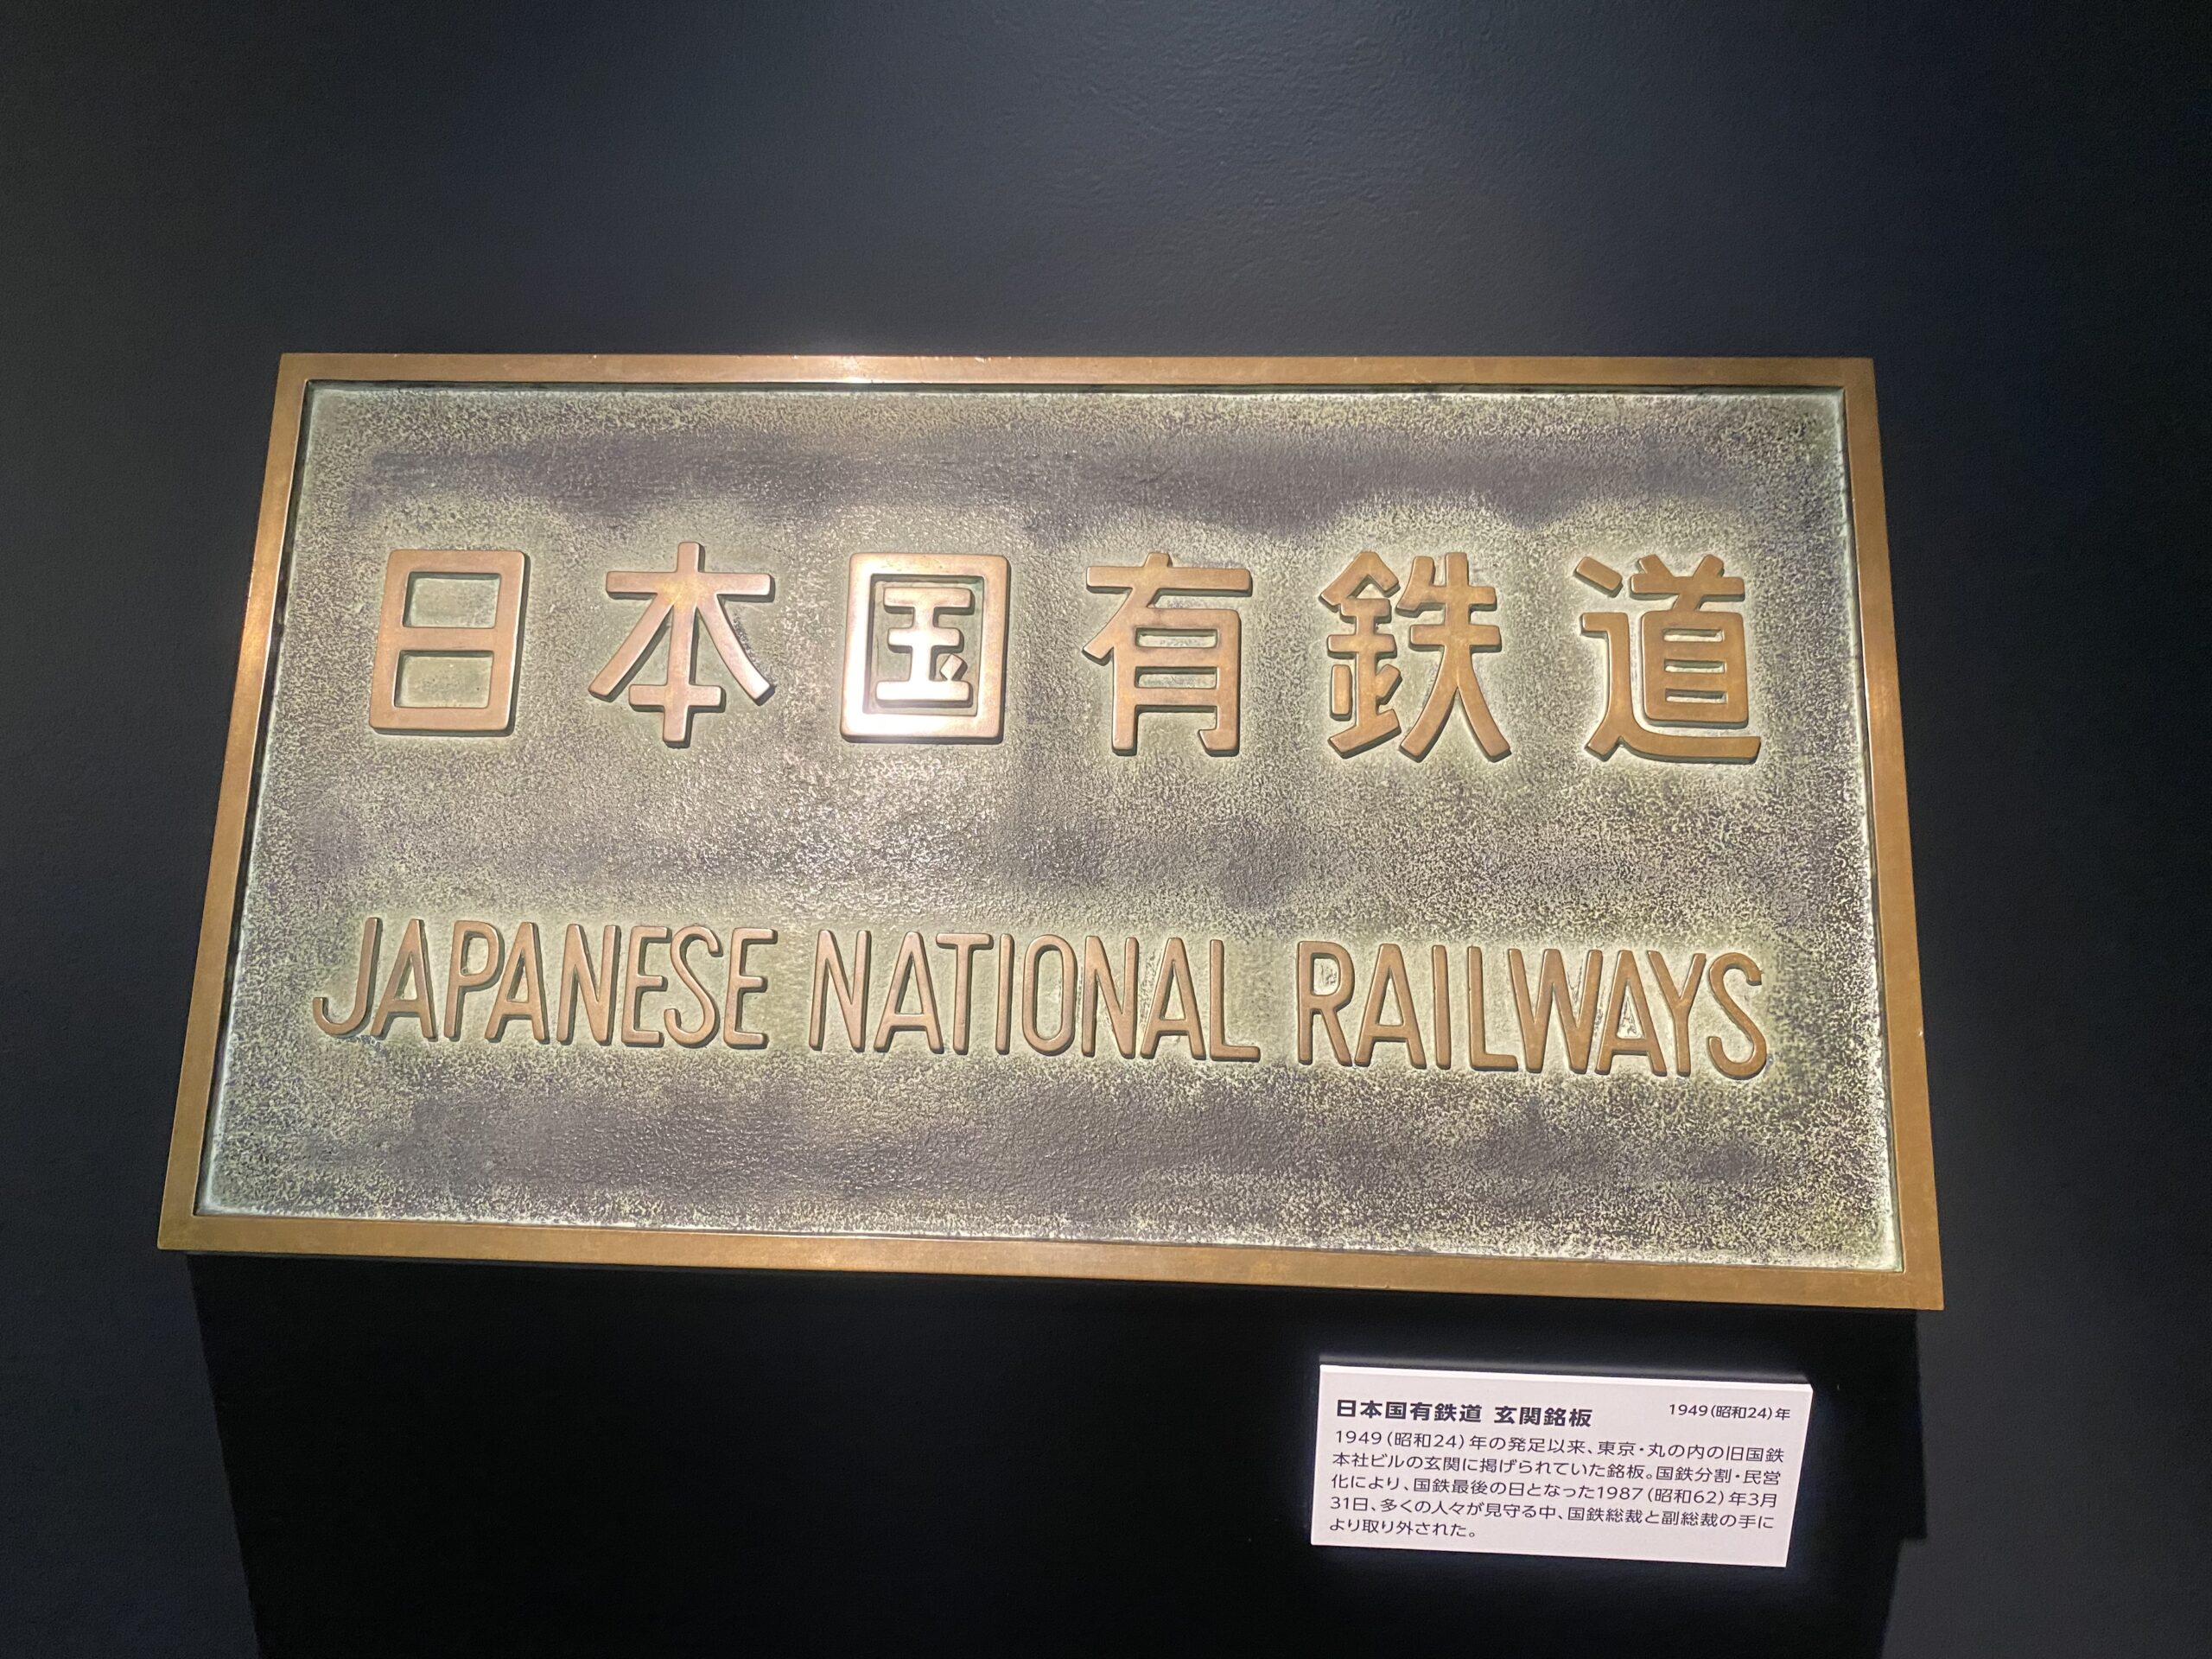 日本国有鉄道
JAPANESE NATIONAL RAILWAYS
日本国有鉄道 玄関銘板 1949(昭和24)年
1949(昭和24)年の発足以来、東京・丸の内の旧国鉄
本社ビルの玄関に掲げられていた銘板。国鉄分割・民営
化により、国鉄最後の日となった1987(昭和62)年3月
31日、多くの人々が見守る中、国鉄総裁と副総裁の手に
より取り外された。